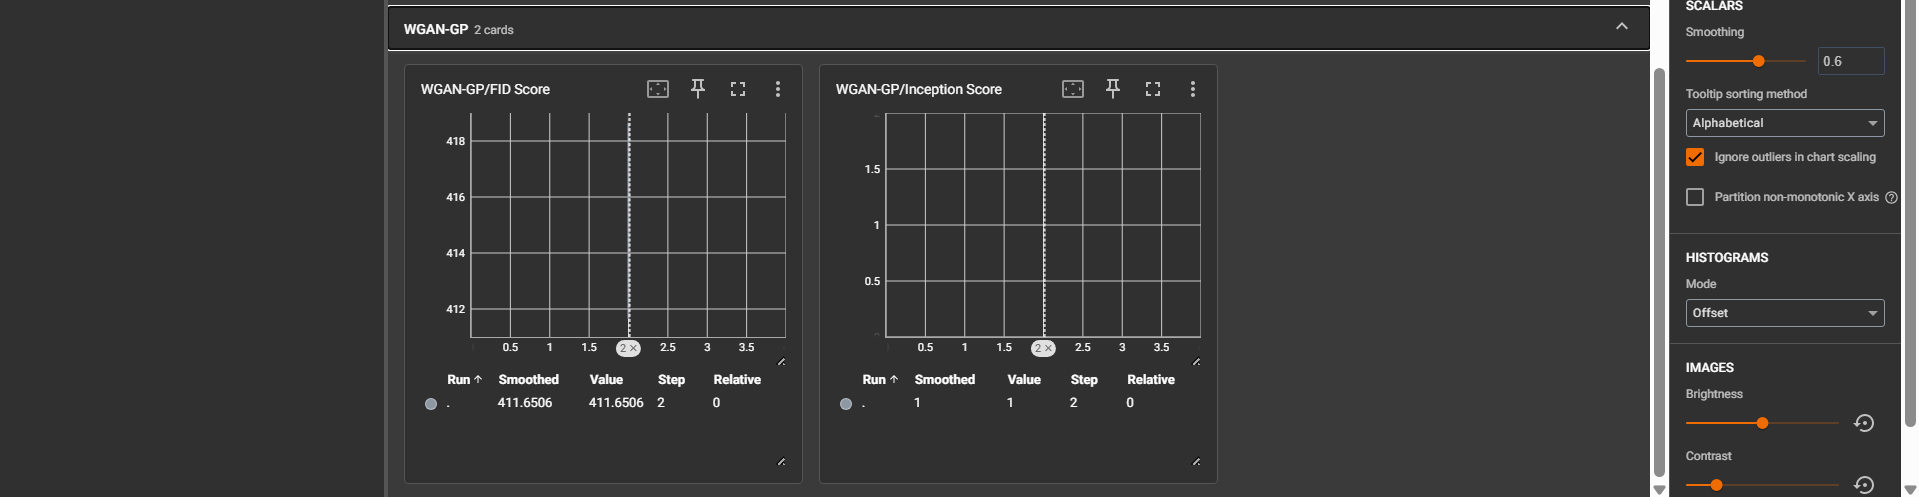 WGAN-GP 2 cards
WGAN-GP/FID Score
418
416
414
412
0.5 1 1.5 2 × 2.5 3 3.5
Run ↑ Smoothed Value Step Relative
. 411.6506 411.6506 2 0
WGAN-GP/Inception Score
1.5
1
0.5
0.5 1 1.5 2 × 2.5 3 3.5
Run ↑ Smoothed Value Step Relative
. 1 1 2 0
SCALARS
Smoothing
0.6
Tooltip sorting method
Alphabetical
Ignore outliers in chart scaling
Partition non-monotonic X axis ?
HISTOGRAMS
Mode
Offset
IMAGES
Brightness
Contrast